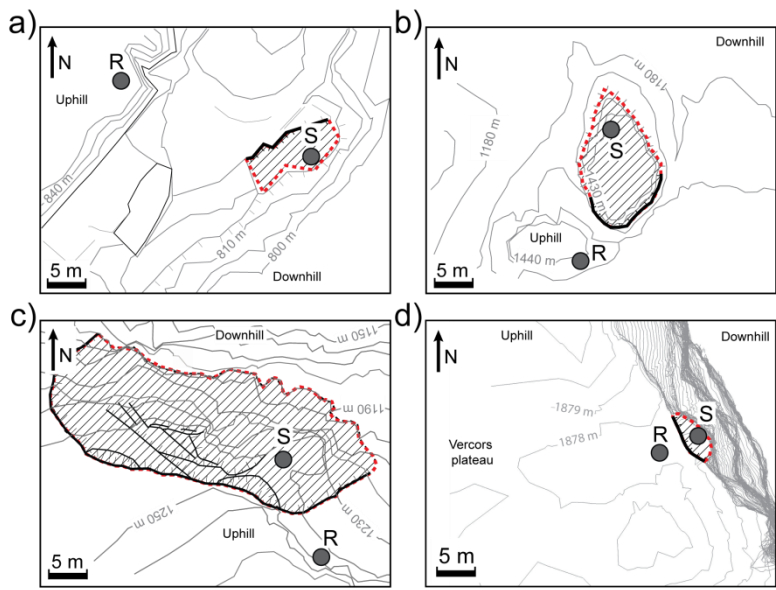 a)
N
R
Uphill
S
840 m
810 m
800 m
Downhill
5 m
b)
N
Downhill
1180 m
1180 m
S
1430 m
Uphill
R
1440 m
5 m
c)
N
Downhill
1150 m
1190 m
S
1250 m
1230 m
Uphill
R
5 m
d)
N
Uphill
Downhill
1879 m
S
R
1878 m
Vercors
plateau
5 m